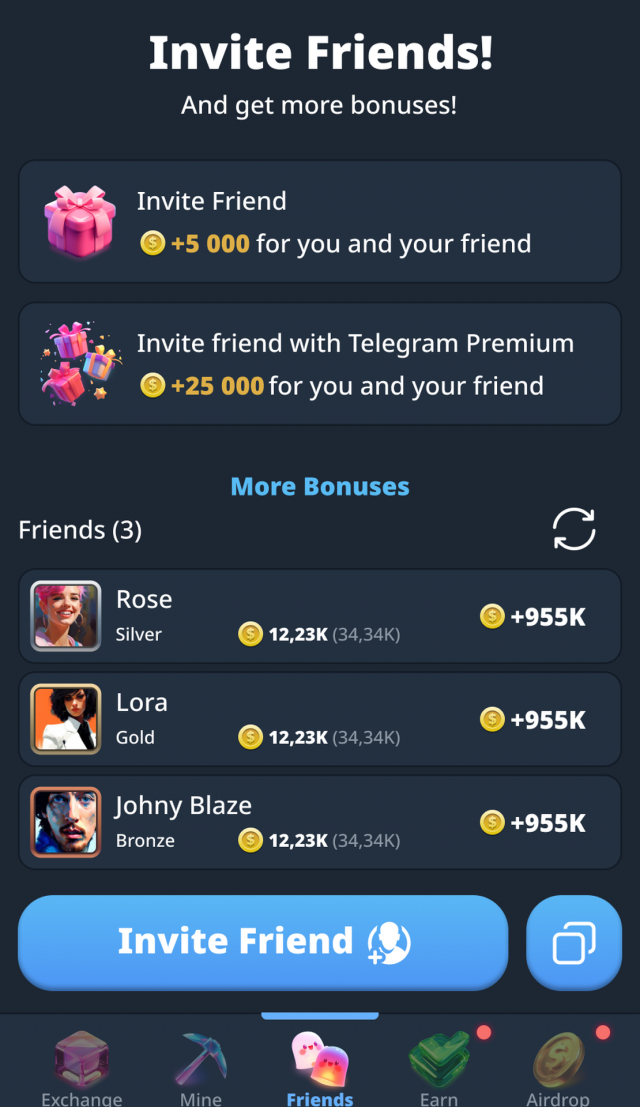 Invite Friends!
And get more bonuses!
Invite Friend
+5 000 for you and your friend
Invite friend with Telegram Premium
+25 000 for you and your friend
More Bonuses
Friends (3)
Rose
Silver 12,23K (34,34K) +955K
Lora
Gold 12,23K (34,34K) +955K
Johny Blaze
Bronze 12,23K (34,34K) +955K
Invite Friend
Exchange Mine Friends Earn Airdrop